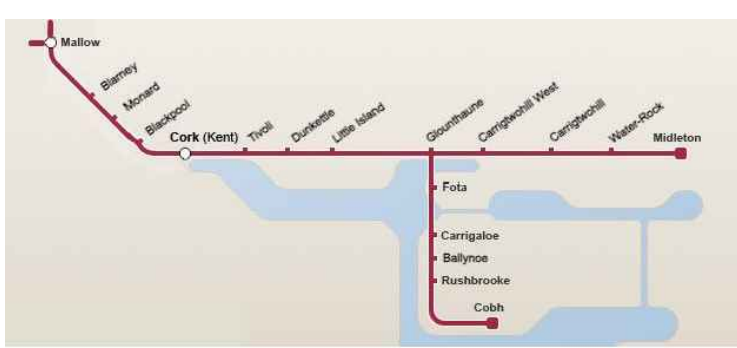 Mallow
Blarney
Monard
Blackpool
Cork (Kent)
Tivoli
Dunkettle
Little Island
Glounthaune
Carrigtwohill West
Carrigtwohill
Water-Rock
Midleton
Fota
Carrigaloe
Ballynoe
Rushbrooke
Cobh